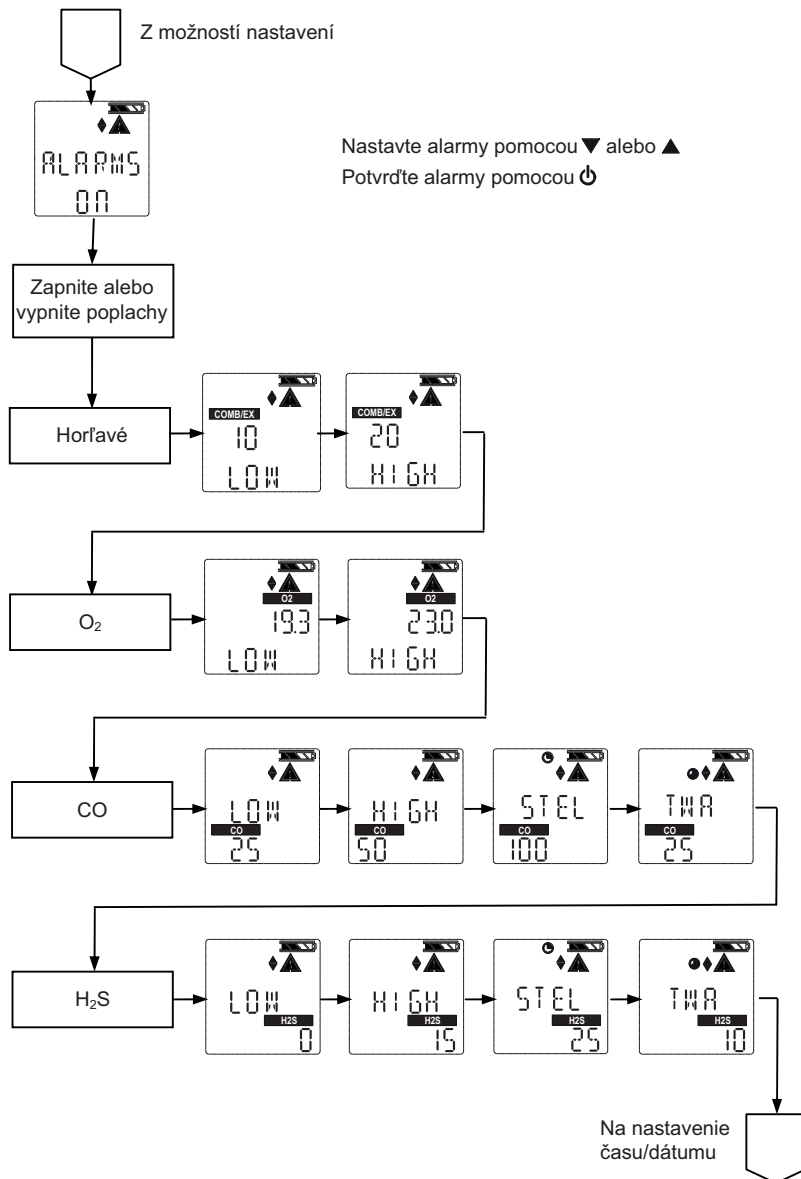 Z možností nastavení
ALARMS
ON
Nastavte alarmy pomocou ▼ alebo ▲
Potvrďte alarmy pomocou ⏻
Zapnite alebo
vypnite poplachy
Horľavé
COMB/EX
10
LOW
COMB/EX
20
HIGH
O₂
O2
19.3
LOW
O2
23.0
HIGH
CO
LOW
CO
25
HIGH
CO
50
STEL
CO
100
TWA
CO
25
H₂S
LOW
H2S
0
HIGH
H2S
15
STEL
H2S
25
TWA
H2S
10
Na nastavenie
času/dátumu